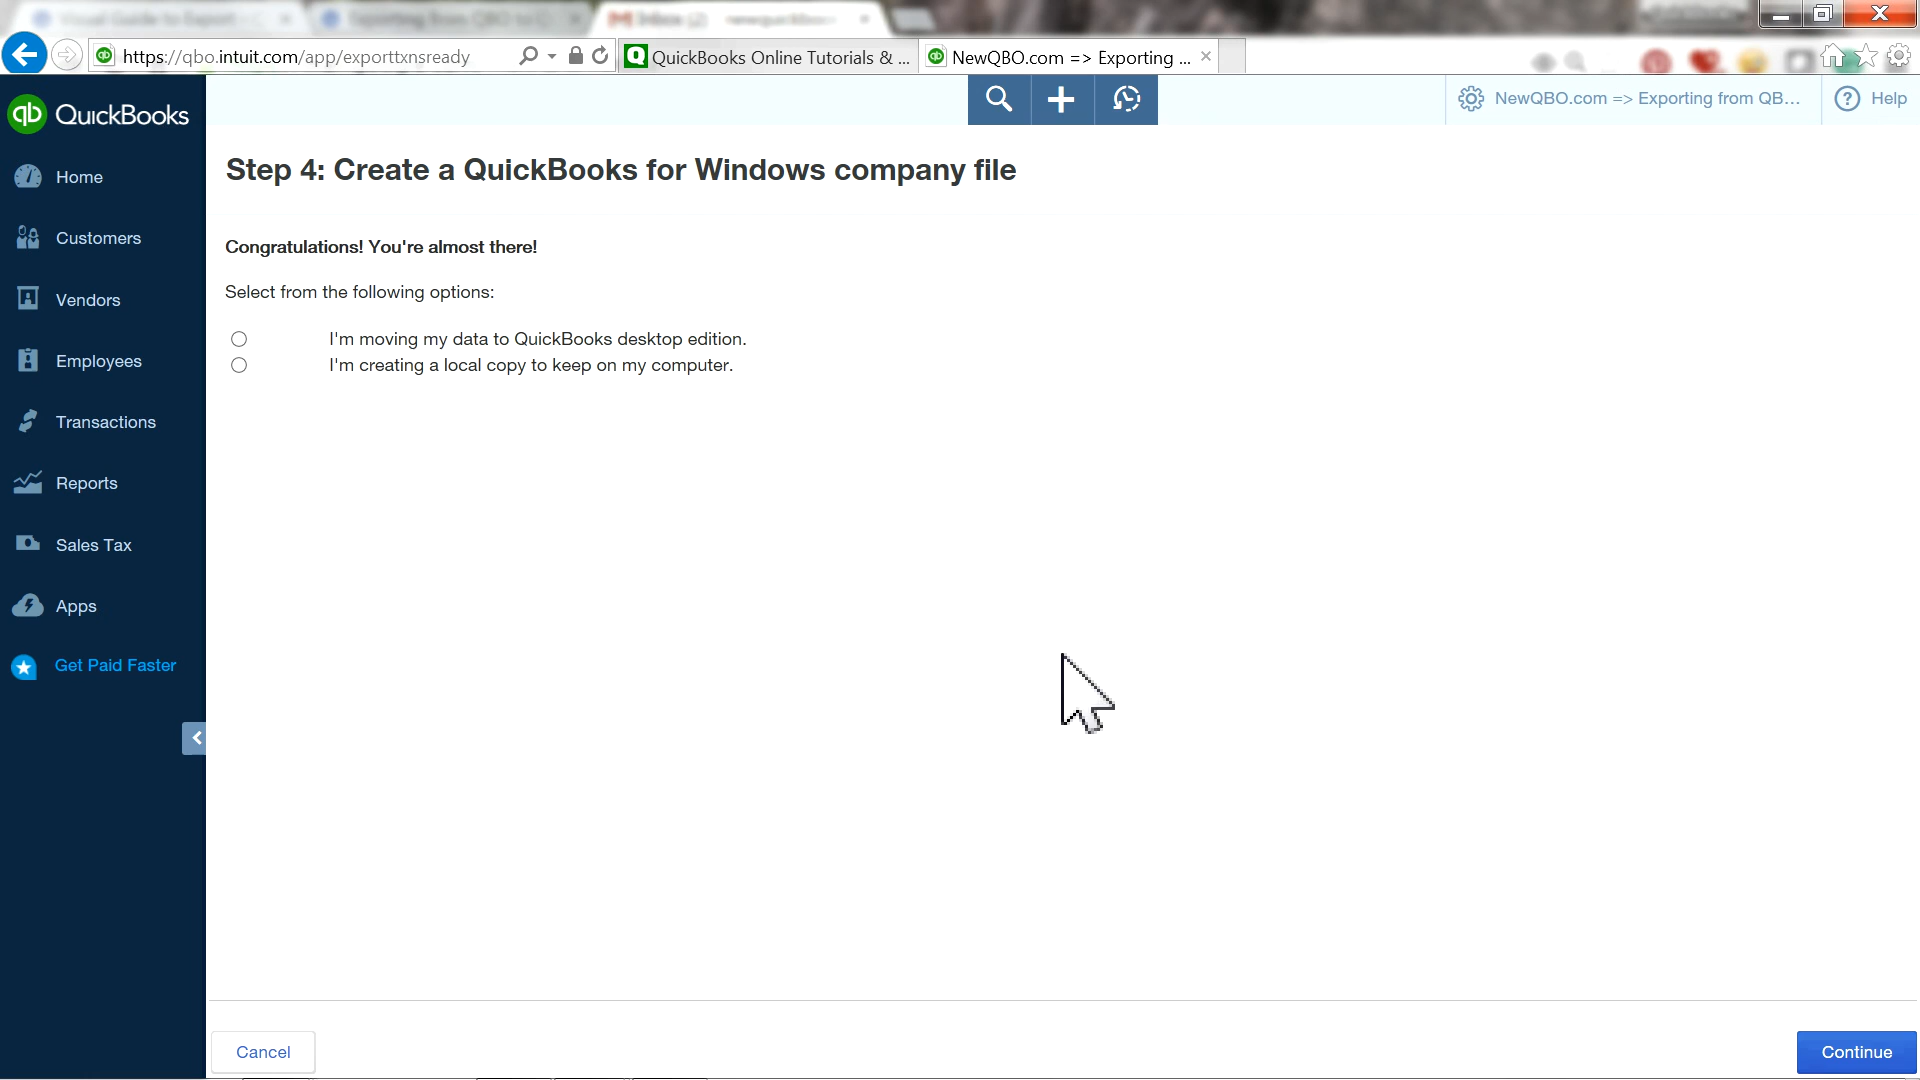 https://qbo.intuit.com/app/exporttxnsready
QuickBooks Online Tutorials & ...
NewQBO.com => Exporting ...
qb QuickBooks
NewQBO.com => Exporting from QB...
Help
Home
Customers
Vendors
Employees
Transactions
Reports
Sales Tax
Apps
Get Paid Faster
Step 4: Create a QuickBooks for Windows company file
Congratulations! You're almost there!
Select from the following options:
I'm moving my data to QuickBooks desktop edition.
I'm creating a local copy to keep on my computer.
Cancel
Continue